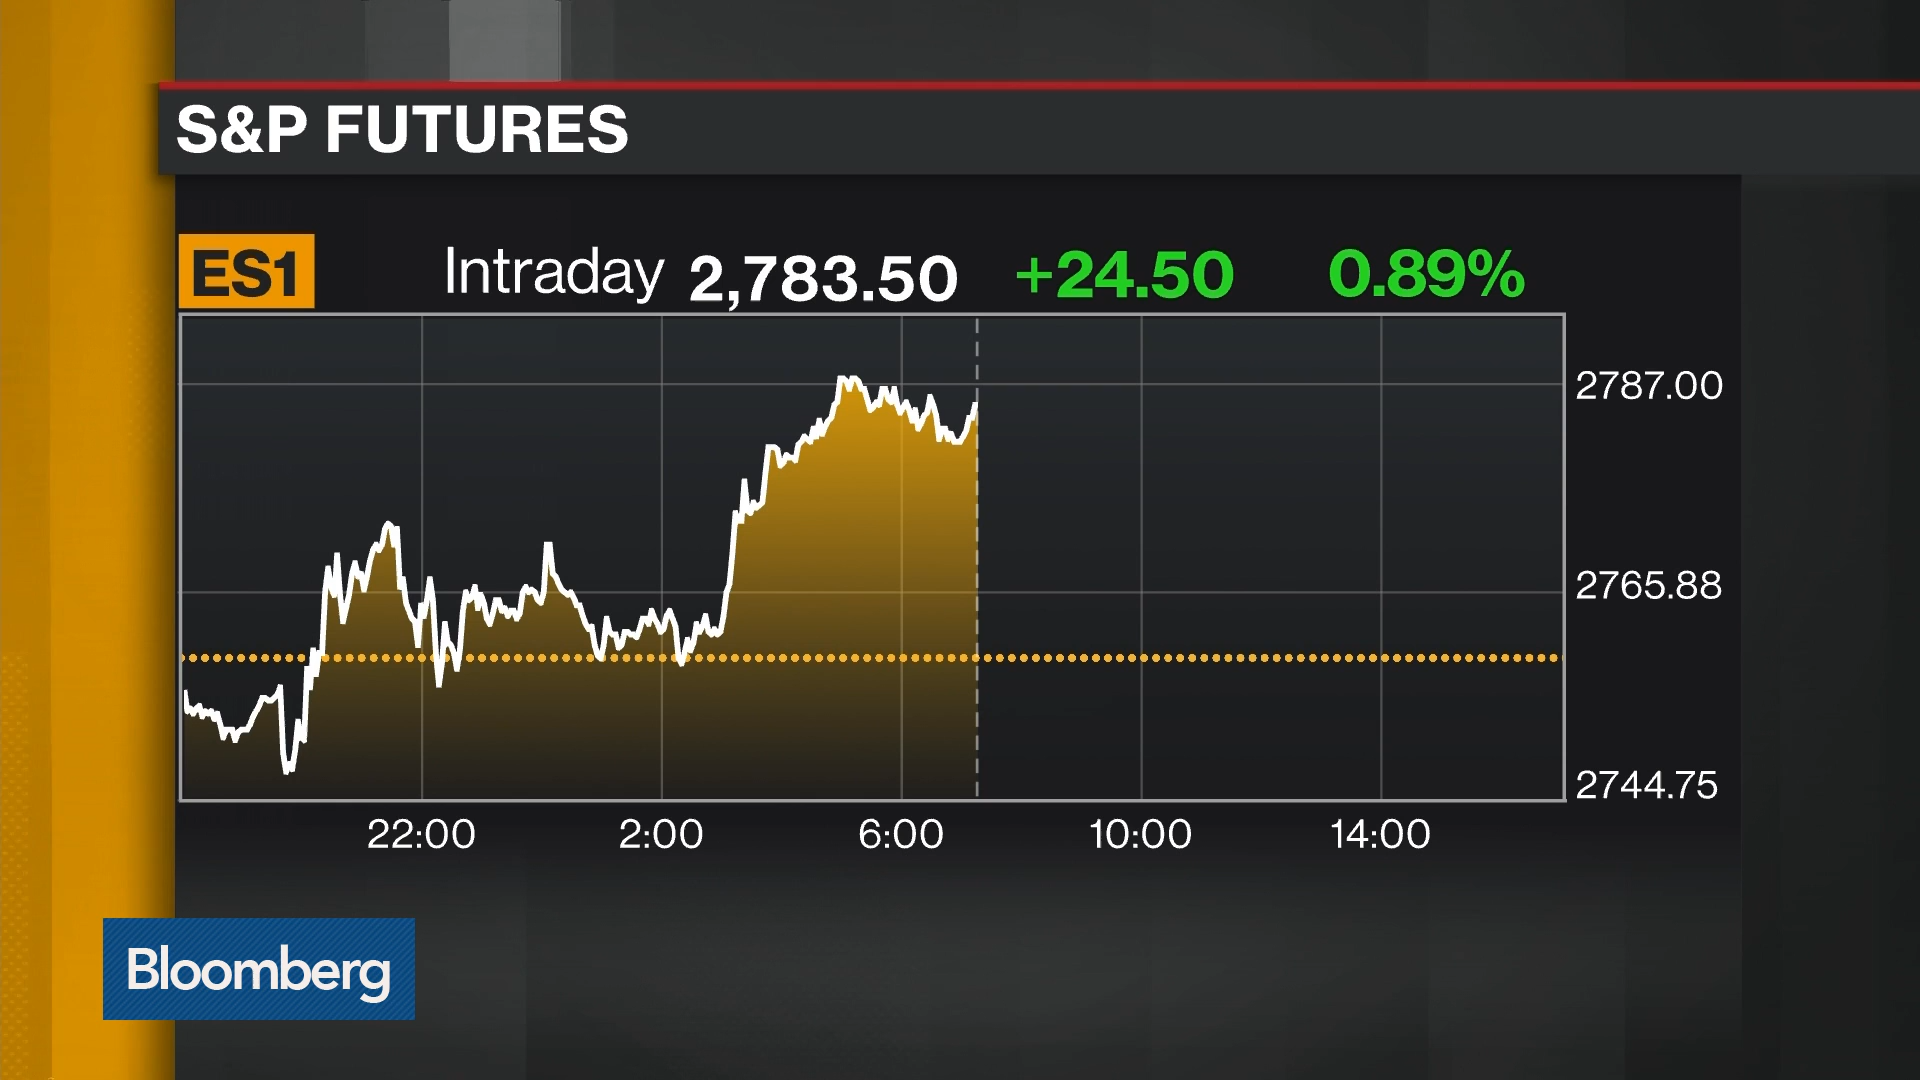 S&P FUTURES
ES1 Intraday 2,783.50 +24.50 0.89%
2787.00
2765.88
2744.75
22:00 2:00 6:00 10:00 14:00
Bloomberg